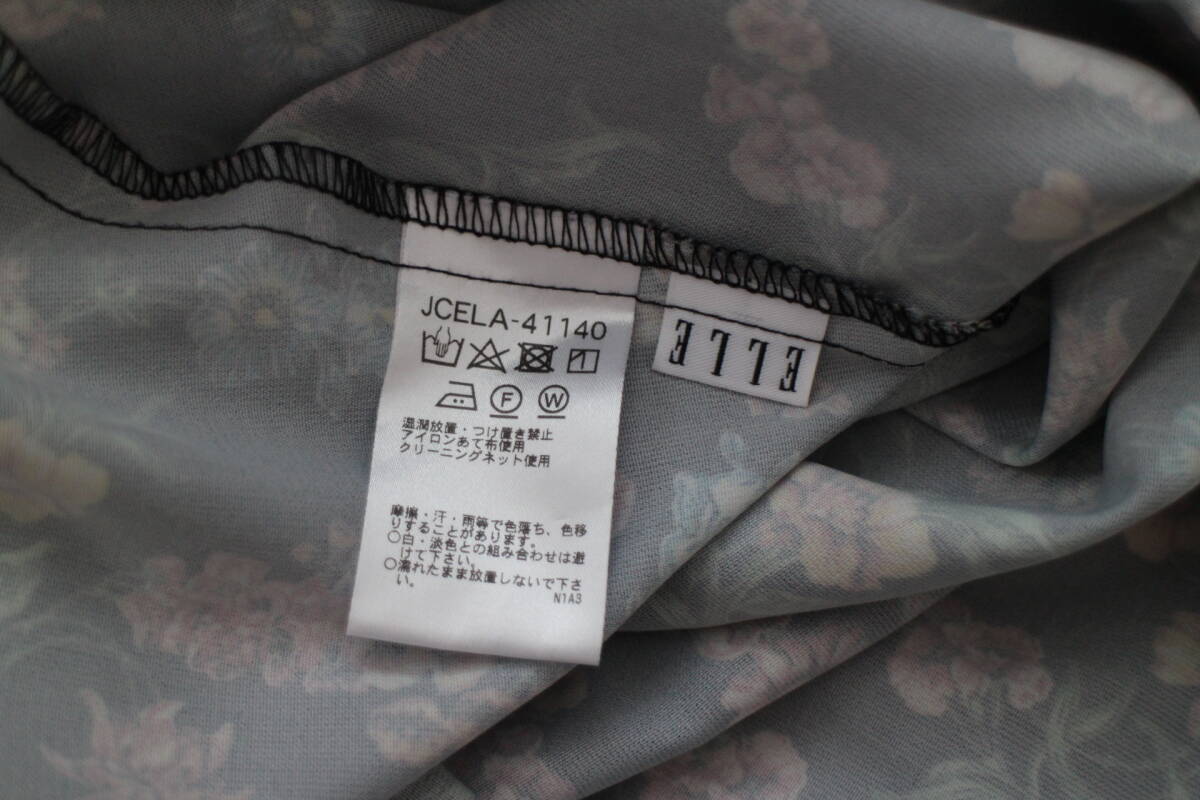 JCELA-41140
F W
温潤放置・つけ置き禁止
アイロンあて布使用
クリーニングネット使用
摩擦・汗・雨等で色落ち、色移
りすることがあります。
○白・淡色との組み合わせは避
けて下さい。
○濡れたまま放置しないで下さ
い。
N1A3
ELLE